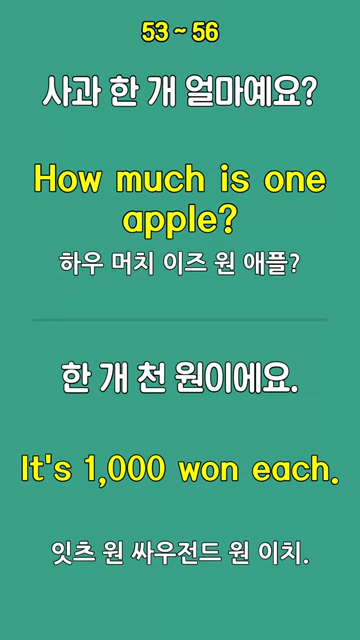 53 ~ 56
사과 한 개 얼마예요?
How much is one
apple?
하우 머치 이즈 원 애플?
한 개 천 원이에요.
It's 1,000 won each.
잇츠 원 싸우전드 원 이치.